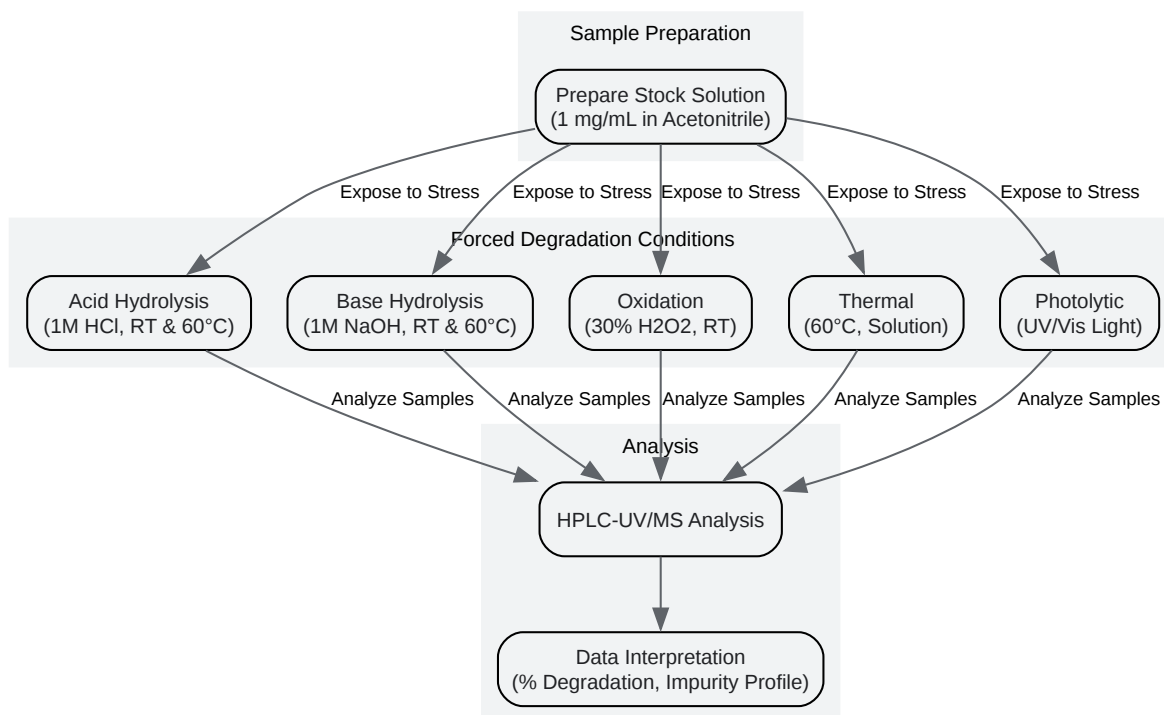 Sample Preparation
Prepare Stock Solution
(1 mg/mL in Acetonitrile)
Expose to Stress
Expose to Stress
Expose to Stress
Expose to Stress
Expose to Stress
Forced Degradation Conditions
Acid Hydrolysis
(1M HCl, RT & 60°C)
Base Hydrolysis
(1M NaOH, RT & 60°C)
Oxidation
(30% H2O2, RT)
Thermal
(60°C, Solution)
Photolytic
(UV/Vis Light)
Analyze Samples
Analyze Samples
Analyze Samples
Analyze Samples
Analyze Samples
Analysis
HPLC-UV/MS Analysis
Data Interpretation
(% Degradation, Impurity Profile)